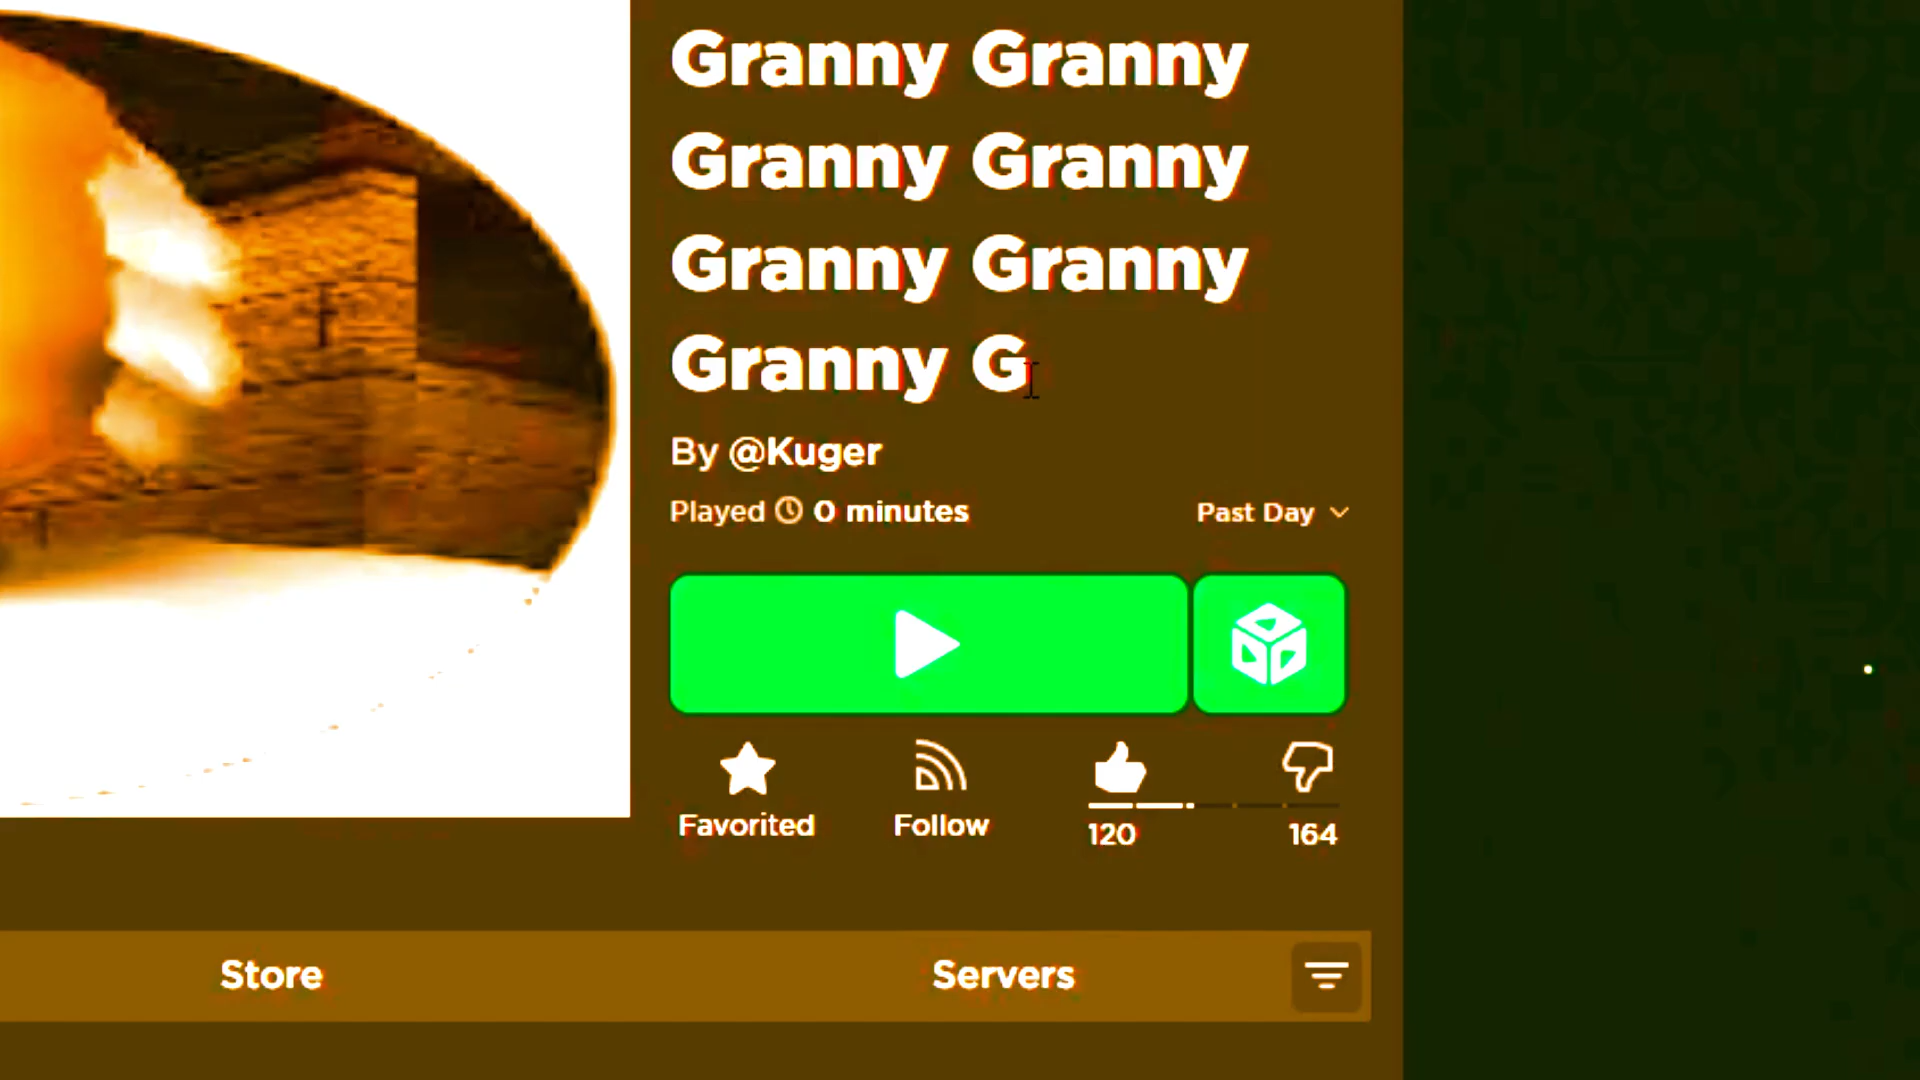 Granny Granny
Granny Granny
Granny Granny
Granny G
By @Kuger
Played 0 minutes
Past Day
Favorited
Follow
120
164
Store
Servers